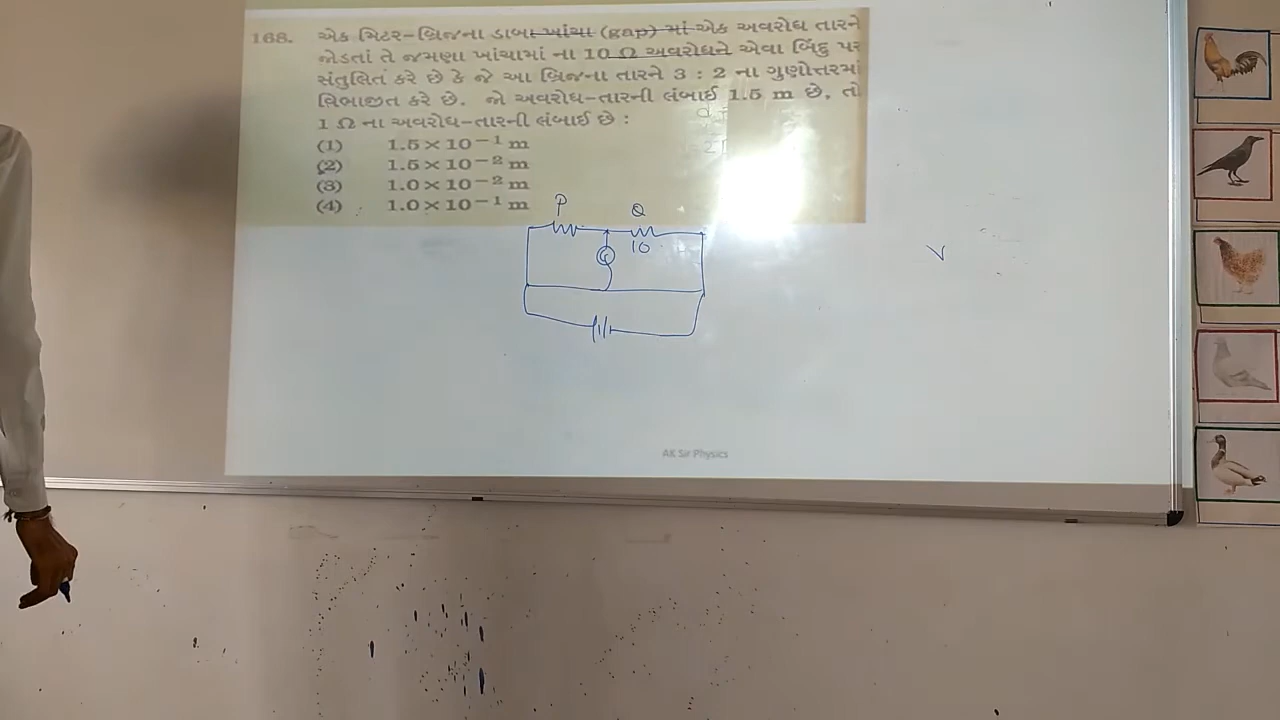 168. એક મિટર-બ્રિજના ડાબા ખાંચા (gap) માં એક અવરોધ તારને
જોડતાં તે જમણા ખાંચામાં ના 10 Ω અવરોધને એવા બિંદુ પર
સંતુલિત કરે છે કે જે આ બ્રિજના તારને 3 : 2 ના ગુણોત્તરમાં
વિભાજીત કરે છે. જો અવરોધ-તારની લંબાઈ 1.5 m છે, તો
1 Ω ના અવરોધ-તારની લંબાઈ છે :
(1) 1.5 × 10⁻¹ m
(2) 1.5 × 10⁻² m
(3) 1.0 × 10⁻² m
(4) 1.0 × 10⁻¹ m
P Q
10
G
AK Sir Physics